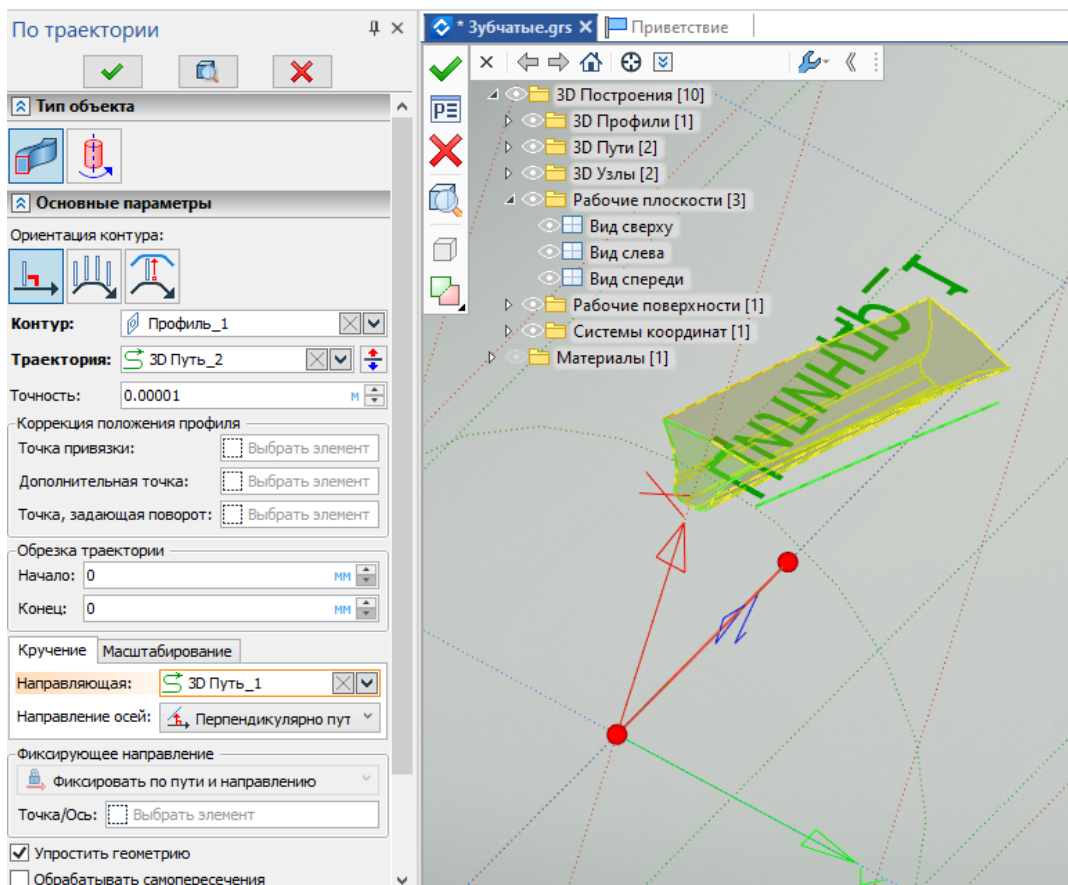 По траектории
* Зубчатые.grs
Приветствие
Тип объекта
Основные параметры
Ориентация контура:
Контур: Профиль_1
Траектория: 3D Путь_2
Точность: 0.00001 м
Коррекция положения профиля
Точка привязки: Выбрать элемент
Дополнительная точка: Выбрать элемент
Точка, задающая поворот: Выбрать элемент
Обрезка траектории
Начало: 0 мм
Конец: 0 мм
Кручение Масштабирование
Направляющая: 3D Путь_1
Направление осей: Перпендикулярно пут
Фиксирующее направление
Фиксировать по пути и направлению
Точка/Ось: Выбрать элемент
Упростить геометрию
Обрабатывать самопересечения
3D Построения [10]
3D Профили [1]
3D Пути [2]
3D Узлы [2]
Рабочие плоскости [3]
Вид сверху
Вид слева
Вид спереди
Рабочие поверхности [1]
Системы координат [1]
Материалы [1]